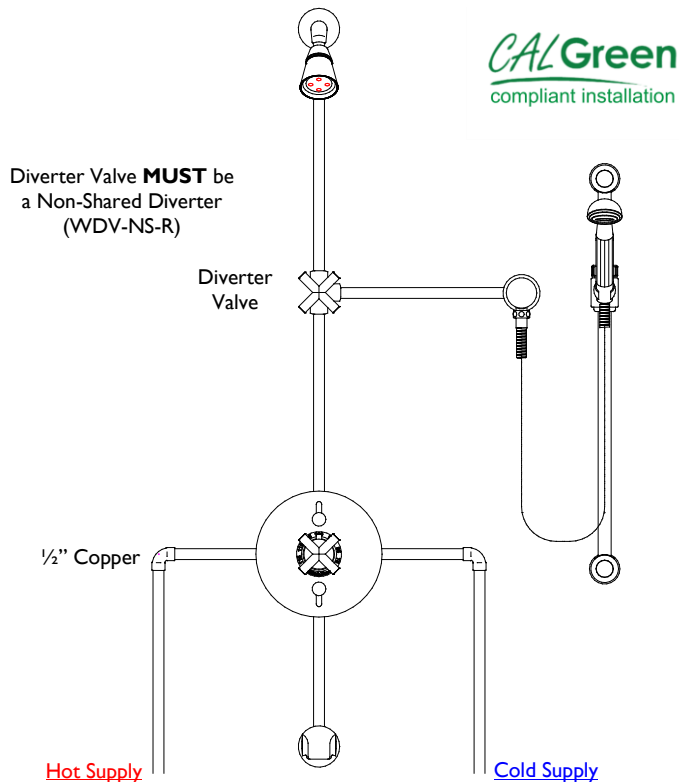 CALGreen
compliant installation
Diverter Valve MUST be
a Non-Shared Diverter
(WDV-NS-R)
Diverter
Valve
½” Copper
Hot Supply
Cold Supply